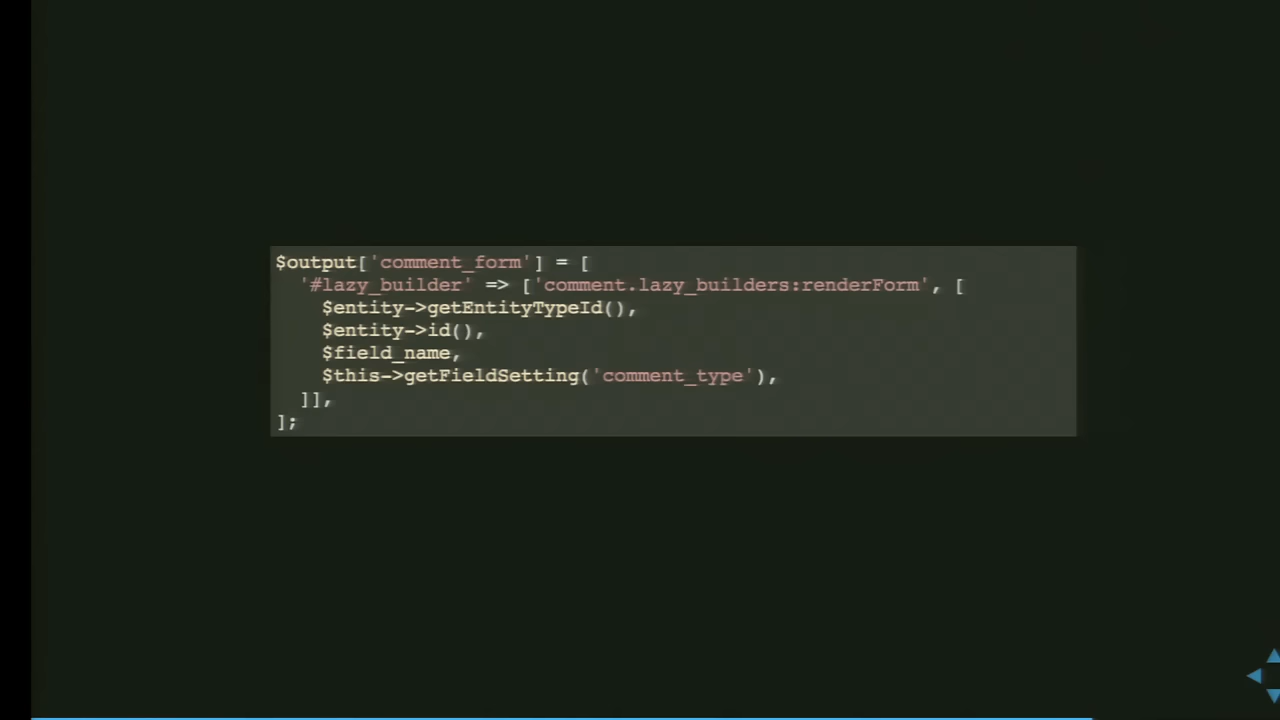 $output['comment_form'] = [
  '#lazy_builder' => ['comment.lazy_builders:renderForm', [
    $entity->getEntityTypeId(),
    $entity->id(),
    $field_name,
    $this->getFieldSetting('comment_type'),
  ]],
];